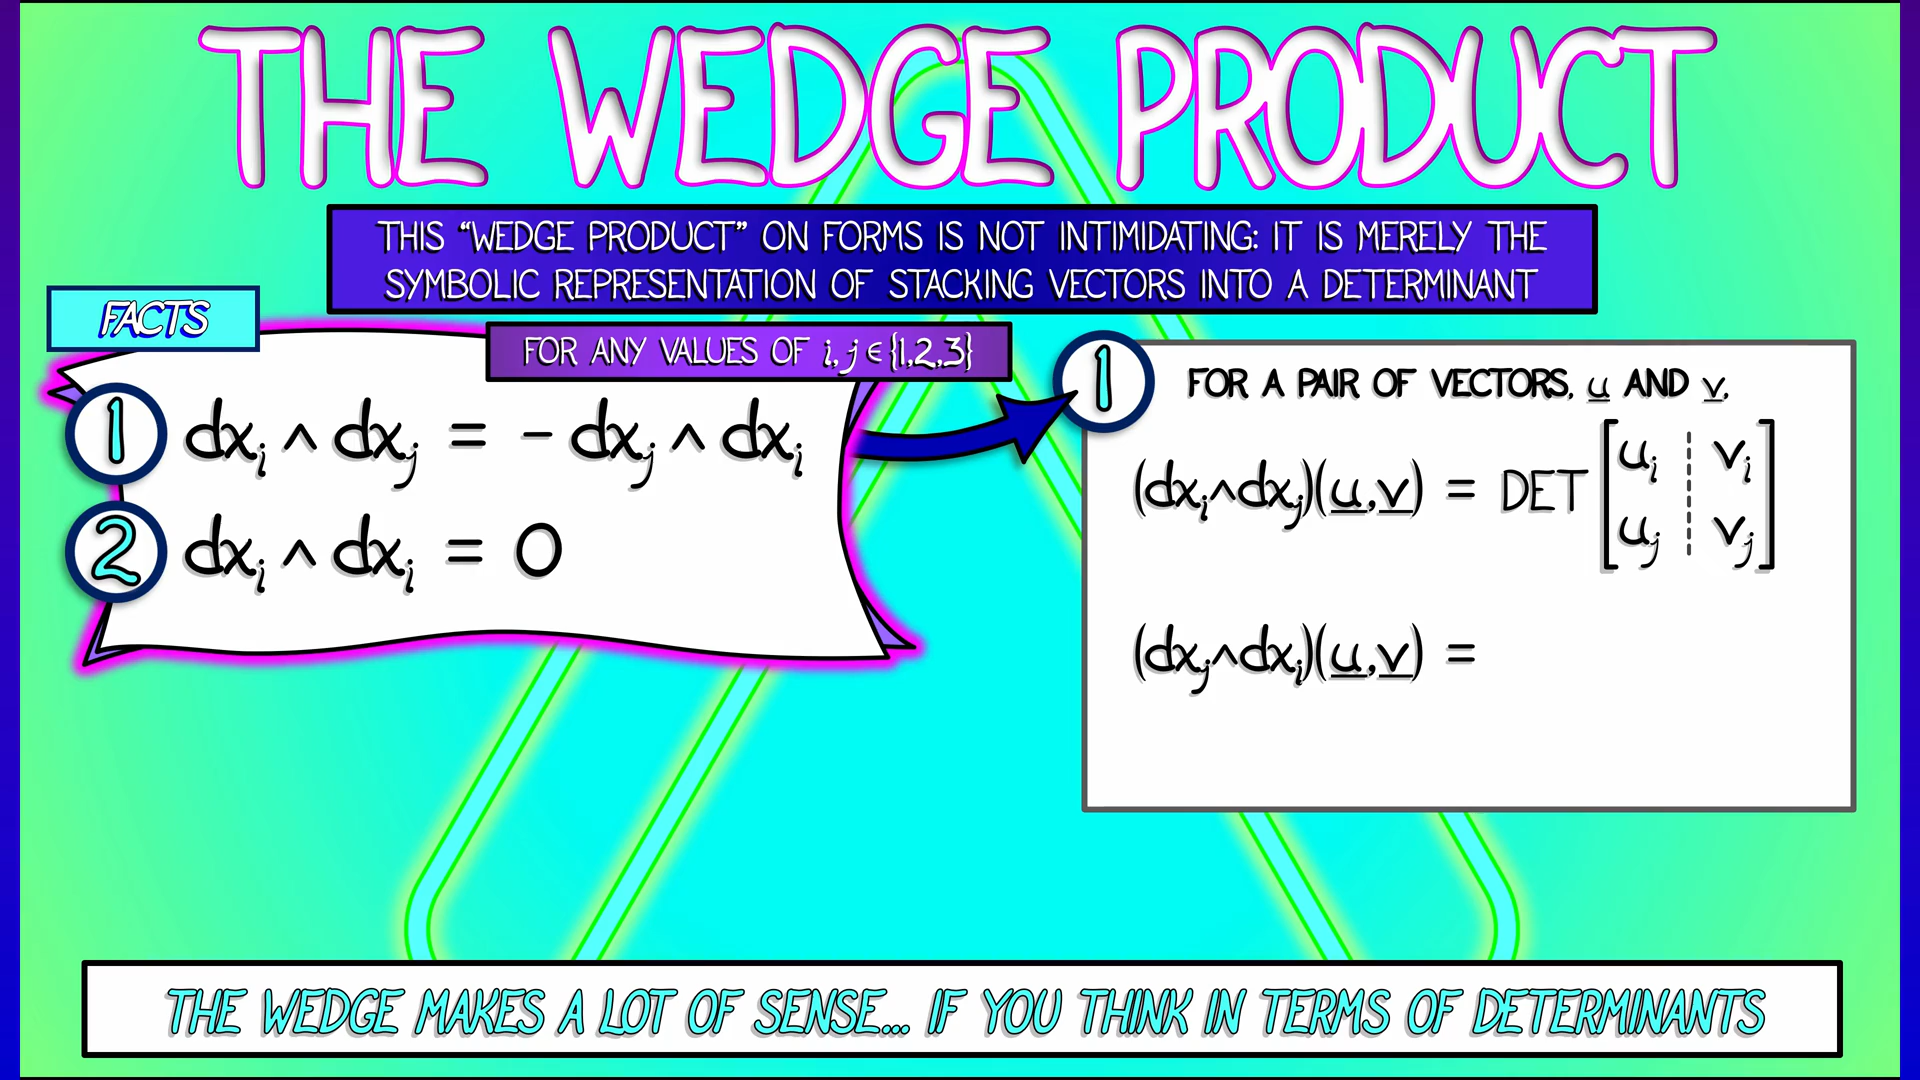 THE WEDGE PRODUCT
THIS “WEDGE PRODUCT” ON FORMS IS NOT INTIMIDATING: IT IS MERELY THE
SYMBOLIC REPRESENTATION OF STACKING VECTORS INTO A DETERMINANT
FACTS
FOR ANY VALUES OF i, j ∈ {1,2,3}
1 dxᵢ ∧ dxⱼ = - dxⱼ ∧ dxᵢ
2 dxᵢ ∧ dxᵢ = 0
1 FOR A PAIR OF VECTORS, u AND v,
(dxᵢ∧dxⱼ)(u,v) = DET [uᵢ vᵢ
uⱼ vⱼ]
(dxⱼ∧dxᵢ)(u,v) =
THE WEDGE MAKES A LOT OF SENSE... IF YOU THINK IN TERMS OF DETERMINANTS